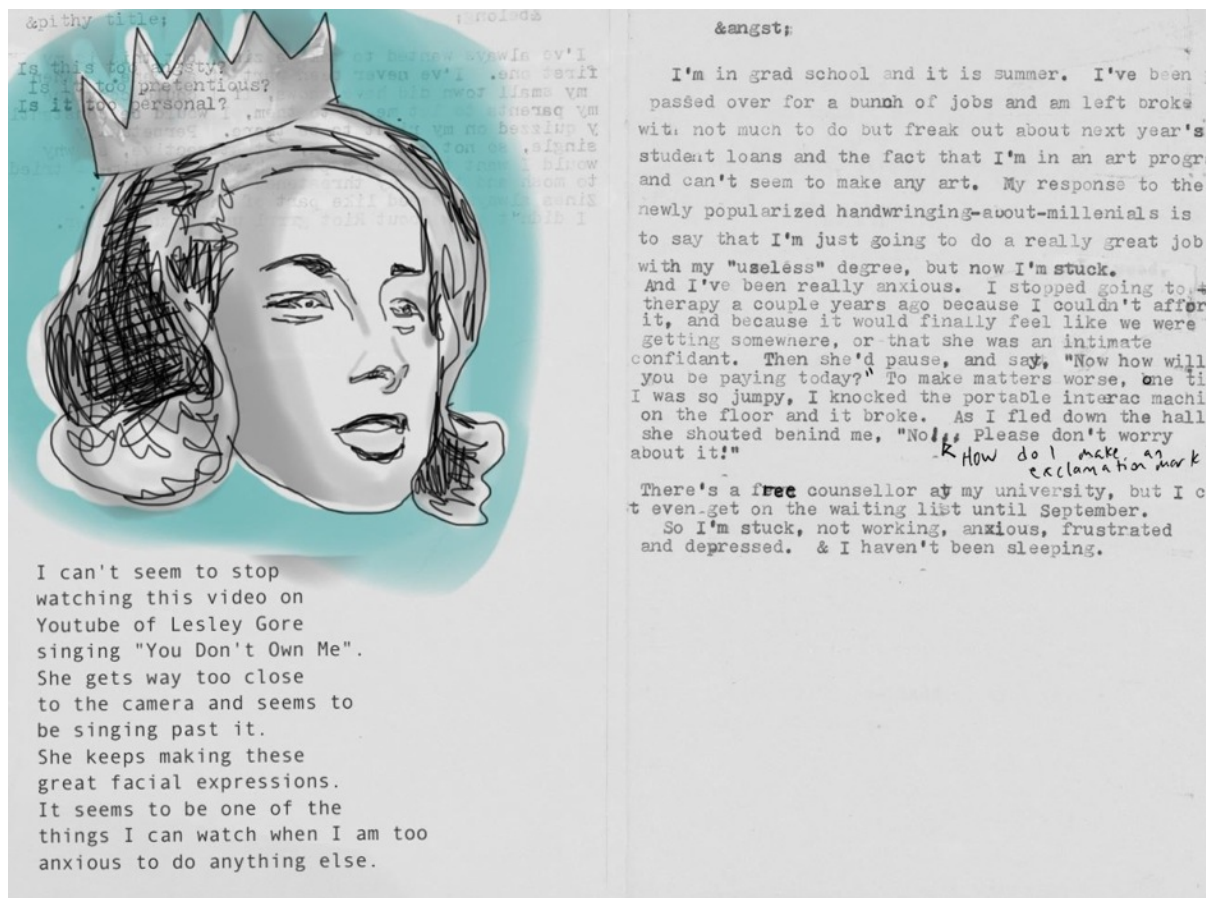 &pithy title;
Is this too angsty?
Is it too pretentious?
Is it too personal?
I can't seem to stop
watching this video on
Youtube of Lesley Gore
singing "You Don't Own Me".
She gets way too close
to the camera and seems to
be singing past it.
She keeps making these
great facial expressions.
It seems to be one of the
things I can watch when I am too
anxious to do anything else.
&angst;
I'm in grad school and it is summer. I've been
passed over for a bunch of jobs and am left broke
with not much to do but freak out about next year's
student loans and the fact that I'm in an art progr
and can't seem to make any art. My response to the
newly popularized handwringing-about-millenials is
to say that I'm just going to do a really great job
with my "useless" degree, but now I'm stuck.
And I've been really anxious. I stopped going to
therapy a couple years ago because I couldn't affor
it, and because it would finally feel like we were
getting somewhere, or that she was an intimate
confidant. Then she'd pause, and say, "Now how will
you be paying today?" To make matters worse, one ti
I was so jumpy, I knocked the portable interac machi
on the floor and it broke. As I fled down the hall
she shouted behind me, "No!,, Please don't worry
about it!"
How do I make an
exclamation mark
There's a free counsellor at my university, but I c
t even get on the waiting list until September.
So I'm stuck, not working, anxious, frustrated
and depressed. & I haven't been sleeping.